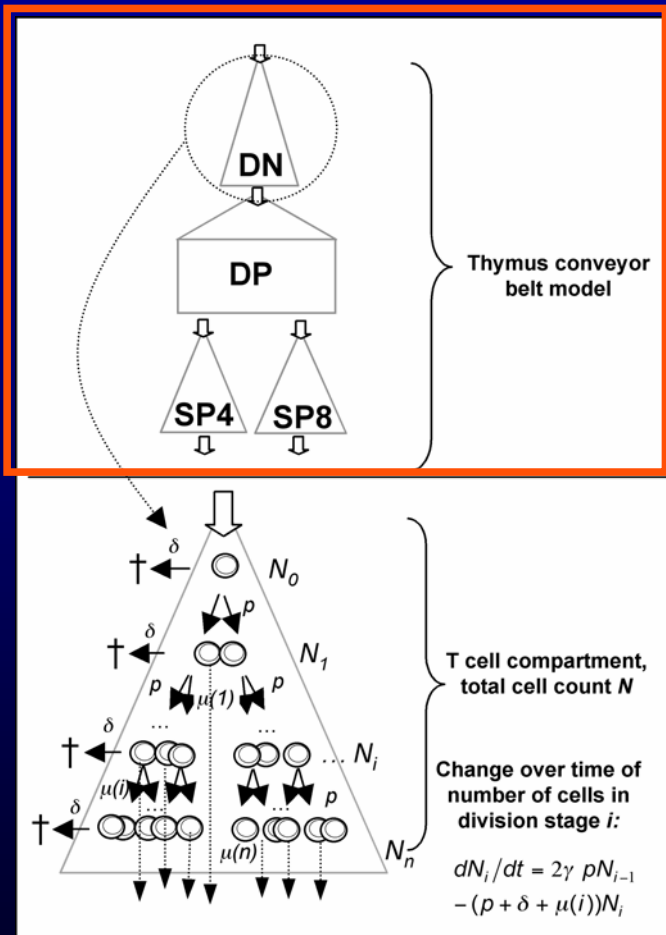 DN
DP
Thymus conveyor
belt model
SP4 SP8
δ
† N₀
p
δ
† N₁
p μ(1) p
... ...
δ
† ... Nᵢ
μ(i) ... ...
p
δ
† μ(n) Nₙ
T cell compartment,
total cell count N
Change over time of
number of cells in
division stage i:
dNᵢ/dt = 2γ pNᵢ₋₁
−(p + δ + μ(i))Nᵢ